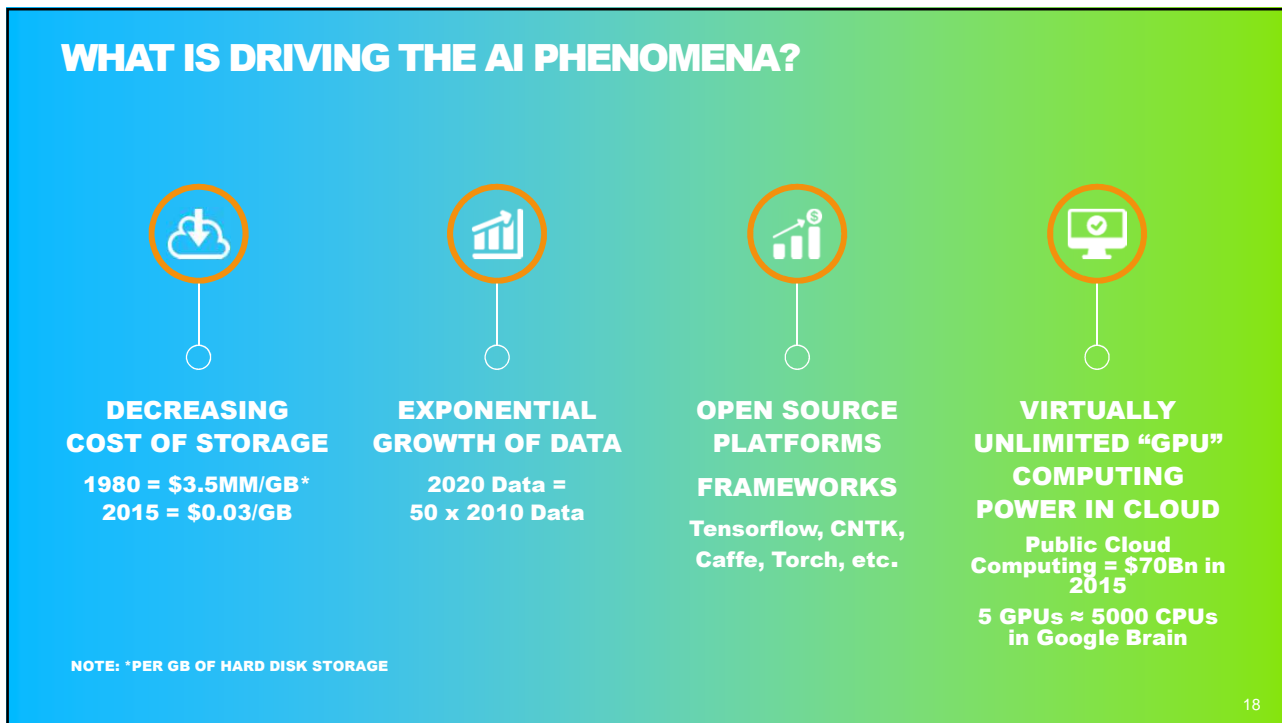 WHAT IS DRIVING THE AI PHENOMENA?
$
DECREASING
COST OF STORAGE
1980 = $3.5MM/GB*
2015 = $0.03/GB
EXPONENTIAL
GROWTH OF DATA
2020 Data =
50 x 2010 Data
OPEN SOURCE
PLATFORMS
FRAMEWORKS
Tensorflow, CNTK,
Caffe, Torch, etc.
VIRTUALLY
UNLIMITED “GPU”
COMPUTING
POWER IN CLOUD
Public Cloud
Computing = $70Bn in
2015
5 GPUs ≈ 5000 CPUs
in Google Brain
NOTE: *PER GB OF HARD DISK STORAGE
18